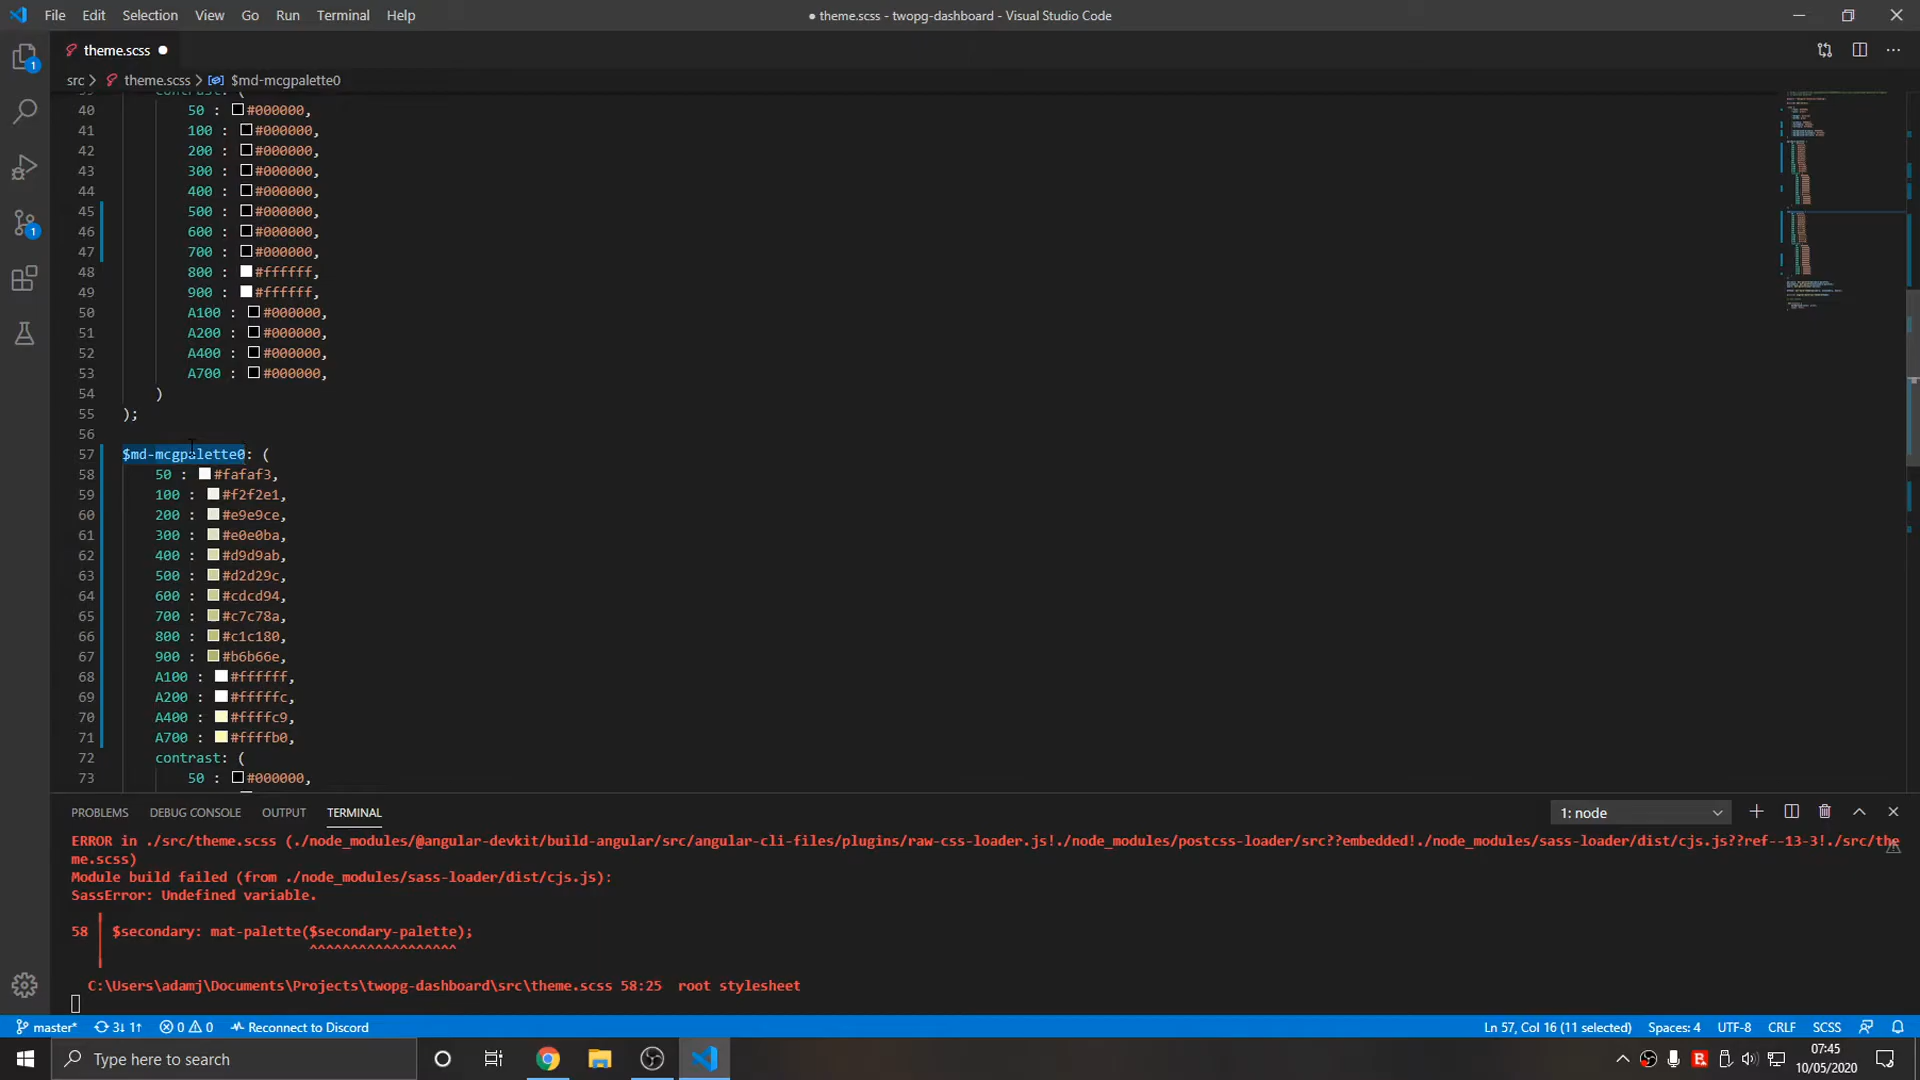 File Edit Selection View Go Run Terminal Help
● theme.scss - twopg-dashboard - Visual Studio Code
theme.scss ●
src > theme.scss > $md-mcgpalette0
40 50 : #000000,
41 100 : #000000,
42 200 : #000000,
43 300 : #000000,
44 400 : #000000,
45 500 : #000000,
46 600 : #000000,
47 700 : #000000,
48 800 : #ffffff,
49 900 : #ffffff,
50 A100 : #000000,
51 A200 : #000000,
52 A400 : #000000,
53 A700 : #000000,
54 )
55 );
56
57 $md-mcgpalette0: (
58 50 : #fafaf3,
59 100 : #f2f2e1,
60 200 : #e9e9ce,
61 300 : #e0e0ba,
62 400 : #d9d9ab,
63 500 : #d2d29c,
64 600 : #cdcd94,
65 700 : #c7c78a,
66 800 : #c1c180,
67 900 : #b6b66e,
68 A100 : #ffffff,
69 A200 : #fffffc,
70 A400 : #ffffc9,
71 A700 : #ffffb0,
72 contrast: (
73 50 : #000000,
PROBLEMS DEBUG CONSOLE OUTPUT TERMINAL
1: node
ERROR in ./src/theme.scss (./node_modules/@angular-devkit/build-angular/src/angular-cli-files/plugins/raw-css-loader.js!./node_modules/postcss-loader/src??embedded!./node_modules/sass-loader/dist/cjs.js??ref--13-3!./src/the
me.scss)
Module build failed (from ./node_modules/sass-loader/dist/cjs.js):
SassError: Undefined variable.
58 │ $secondary: mat-palette($secondary-palette);
^^^^^^^^^^^^^^^^^^
C:\Users\adamj\Documents\Projects\twopg-dashboard\src\theme.scss 58:25 root stylesheet
master* 3↓ 1↑ 0 0 Reconnect to Discord
Ln 57, Col 16 (11 selected) Spaces: 4 UTF-8 CRLF SCSS
Type here to search
07:45
10/05/2020